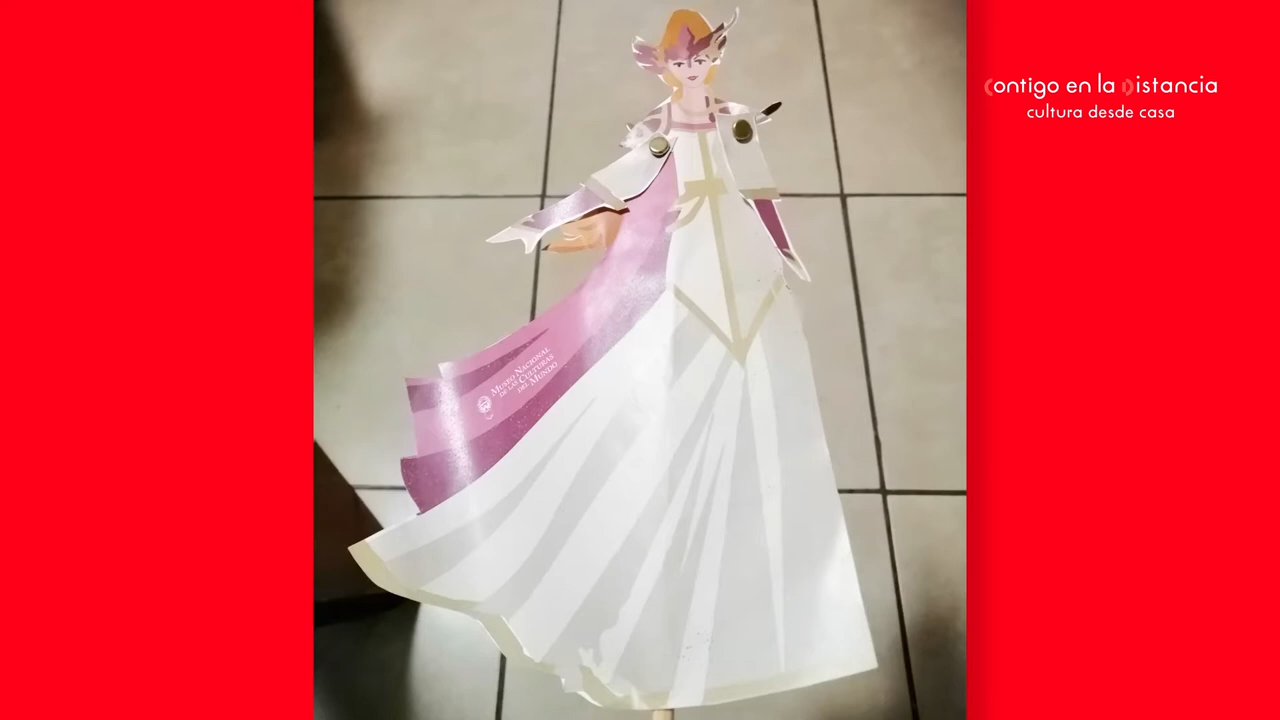 Contigo en la Distancia
cultura desde casa
MUSEO NACIONAL
DE LAS CULTURAS
DEL MUNDO